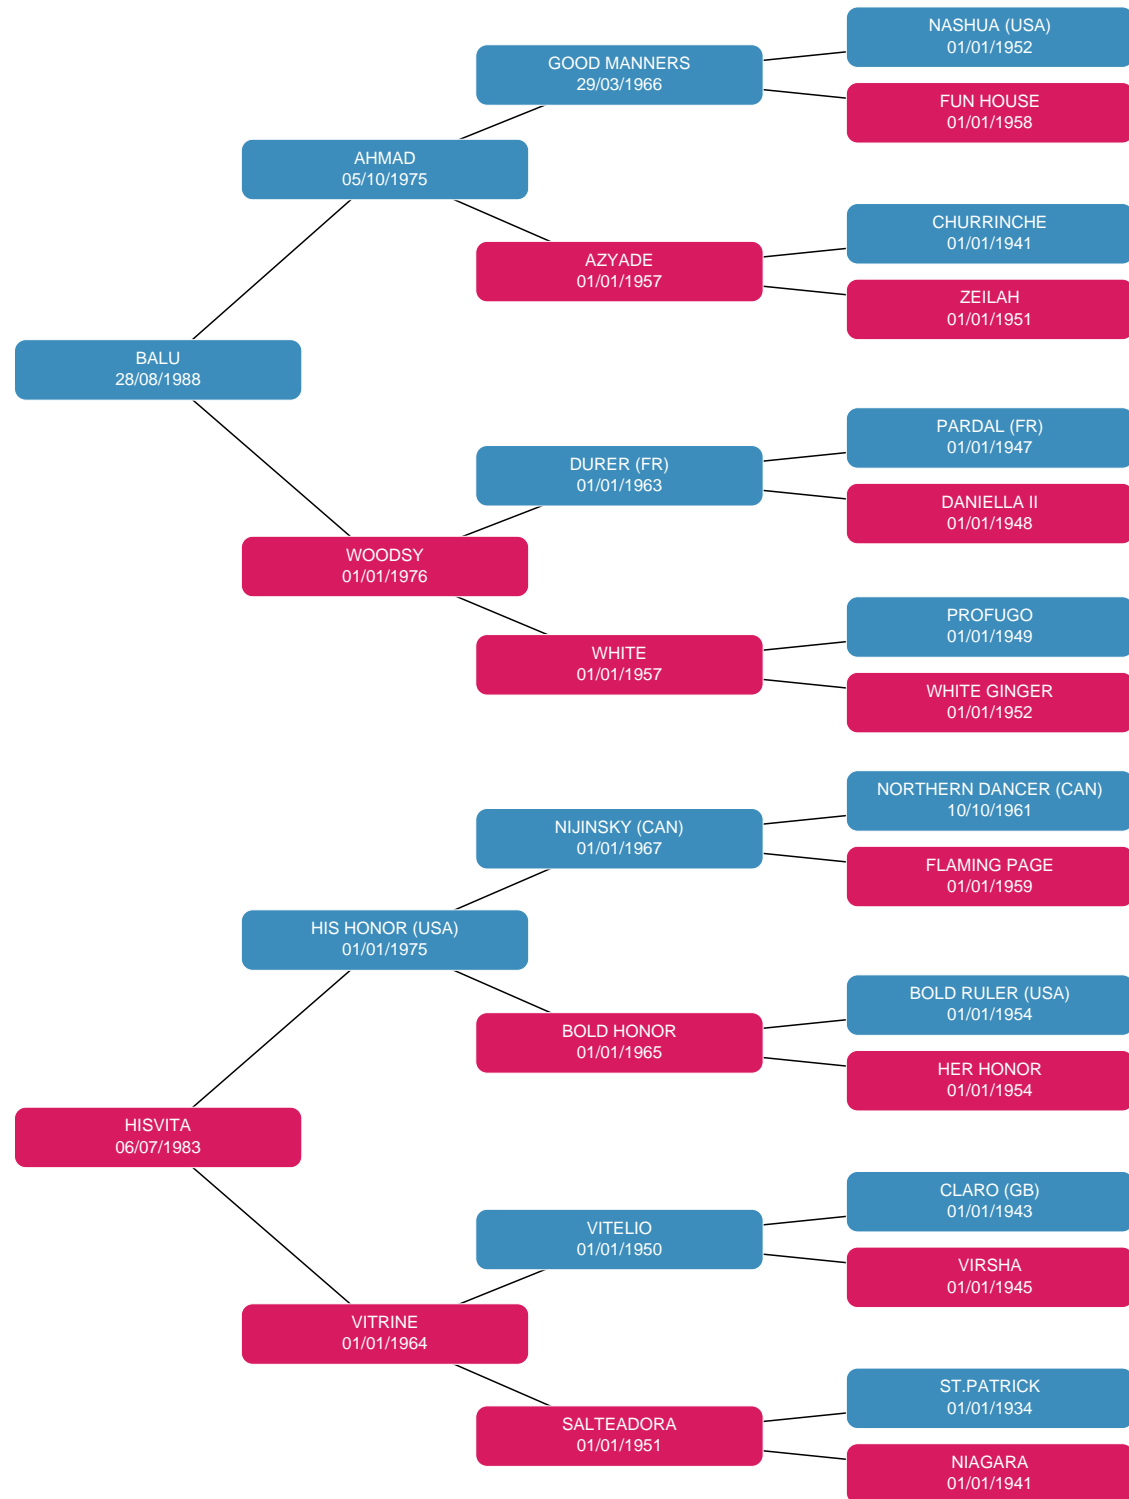 NASHUA (USA)
01/01/1952
GOOD MANNERS
29/03/1966
FUN HOUSE
01/01/1958
AHMAD
05/10/1975
CHURRINCHE
01/01/1941
AZYADE
01/01/1957
ZEILAH
01/01/1951
BALU
28/08/1988
PARDAL (FR)
01/01/1947
DURER (FR)
01/01/1963
DANIELLA II
01/01/1948
WOODSY
01/01/1976
PROFUGO
01/01/1949
WHITE
01/01/1957
WHITE GINGER
01/01/1952
NORTHERN DANCER (CAN)
10/10/1961
NIJINSKY (CAN)
01/01/1967
FLAMING PAGE
01/01/1959
HIS HONOR (USA)
01/01/1975
BOLD RULER (USA)
01/01/1954
BOLD HONOR
01/01/1965
HER HONOR
01/01/1954
HISVITA
06/07/1983
CLARO (GB)
01/01/1943
VITELIO
01/01/1950
VIRSHA
01/01/1945
VITRINE
01/01/1964
ST.PATRICK
01/01/1934
SALTEADORA
01/01/1951
NIAGARA
01/01/1941